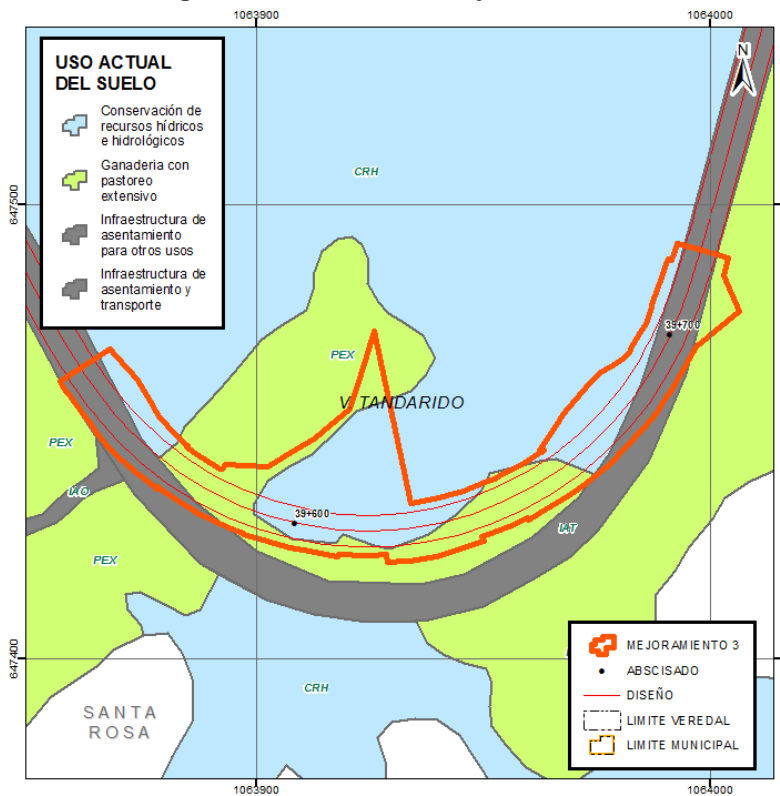 1063900
1064000
USO ACTUAL
DEL SUELO
Conservación de
recursos hídricos
e hidrológicos
Ganaderia con
pastoreo
extensivo
Infraestructura de
asentamiento
para otros usos
Infraestructura de
asentamiento y
transporte
N
CRH
647500
39+700
PEX
V. TANDARIDO
PEX
IAO
39+600
IAT
PEX
647400
CRH
SANTA
ROSA
MEJORAMIENTO 3
ABSCISADO
DISEÑO
LIMITE VEREDAL
LIMITE MUNICIPAL
1063900
1064000